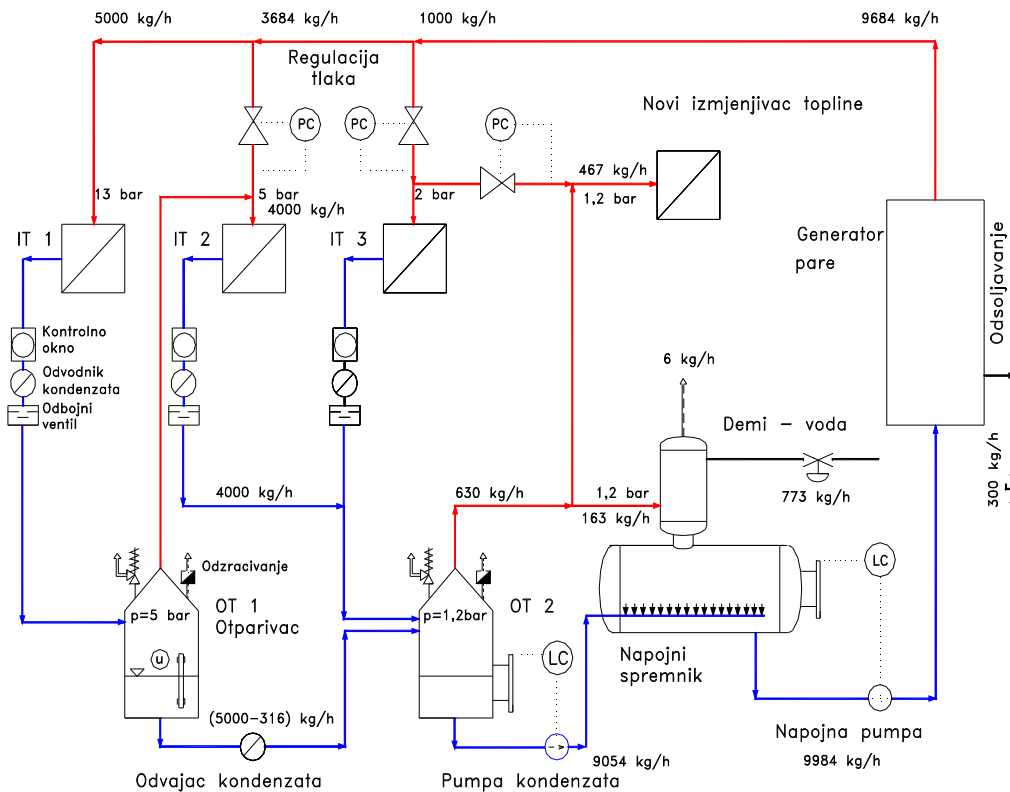 5000 kg/h
3684 kg/h
1000 kg/h
9684 kg/h
Regulacija
tlaka
PC
PC
PC
Novi izmjenjivac topline
467 kg/h
1,2 bar
13 bar
5 bar
4000 kg/h
2 bar
IT 1
IT 2
IT 3
Generator
pare
Odsoljavanje
Kontrolno
okno
Odvodnik
kondenzata
Odbojni
ventil
6 kg/h
Demi – voda
773 kg/h
300 kg/h
4000 kg/h
630 kg/h
1,2 bar
163 kg/h
Odzracivanje
LC
p=5 bar
OT 1
Otparivac
p=1,2bar
OT 2
u
LC
Napojni
spremnik
(5000-316) kg/h
Napojna pumpa
9984 kg/h
9054 kg/h
Odvajac kondenzata
Pumpa kondenzata